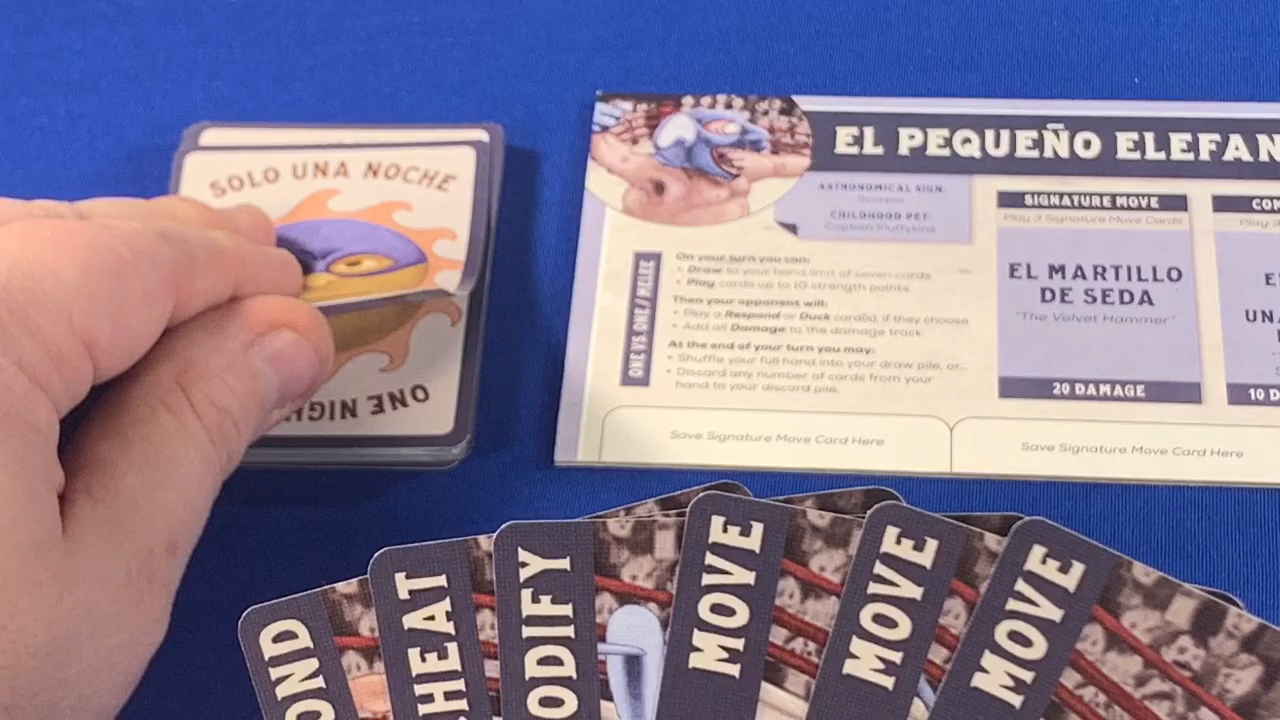 SOLO UNA NOCHE
ONE NIGH
EL PEQUEÑO ELEFAN
ASTRONOMICAL SIGN:
Scorpio
CHILDHOOD PET:
Captain Fluffykins
ONE VS. ONE // MELEE
On your turn you can:
• Draw to your hand limit of seven cards
• Play cards up to 10 strength points
Then your opponent will:
• Play a Respond or Duck card(s), if they choose
• Add all Damage to the damage track
At the end of your turn you may:
• Shuffle your full hand into your draw pile, or...
• Discard any number of cards from your
hand to your discard pile.
SIGNATURE MOVE
Play 3 Signature Move Cards
EL MARTILLO
DE SEDA
"The Velvet Hammer"
20 DAMAGE
COM
Play
E
UNA
10 D
Save Signature Move Card Here
Save Signature Move Card Here
OND
HEAT
ODIFY
MOVE
MOVE
MOVE